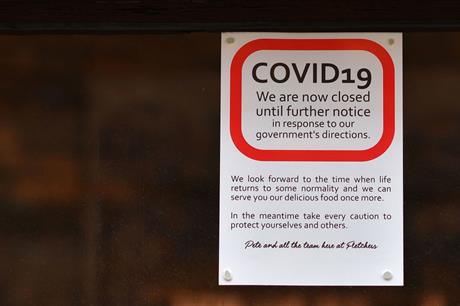 COVID19
We are now closed
until further notice
in response to our
government's directions.
We look forward to the time when life
returns to some normality and we can
serve you our delicious food once more.
In the meantime take every caution to
protect yourselves and others.
Pete and all the team here at Fletchers